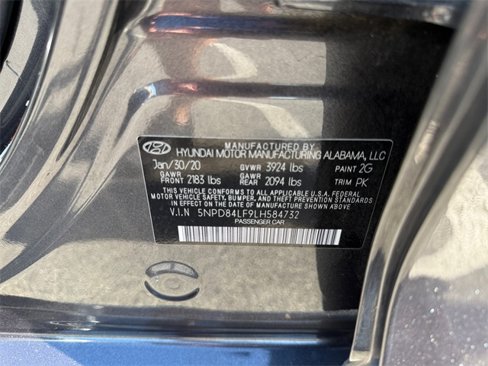 MANUFACTURED BY
HYUNDAI MOTOR MANUFACTURING ALABAMA, LLC
Jan/30/20 GVWR 3924 lbs PAINT 2G
GAWR FRONT 2183 lbs GAWR REAR 2094 lbs TRIM PK
THIS VEHICLE CONFORMS TO ALL APPLICABLE U.S.A. FEDERAL
MOTOR VEHICLE SAFETY, BUMPER, AND THEFT PREVENTION STANDARDS
IN EFFECT ON THE DATE OF MANUFACTURE SHOWN ABOVE.
V.I.N 5NPD84LF9LH584732
PASSENGER CAR